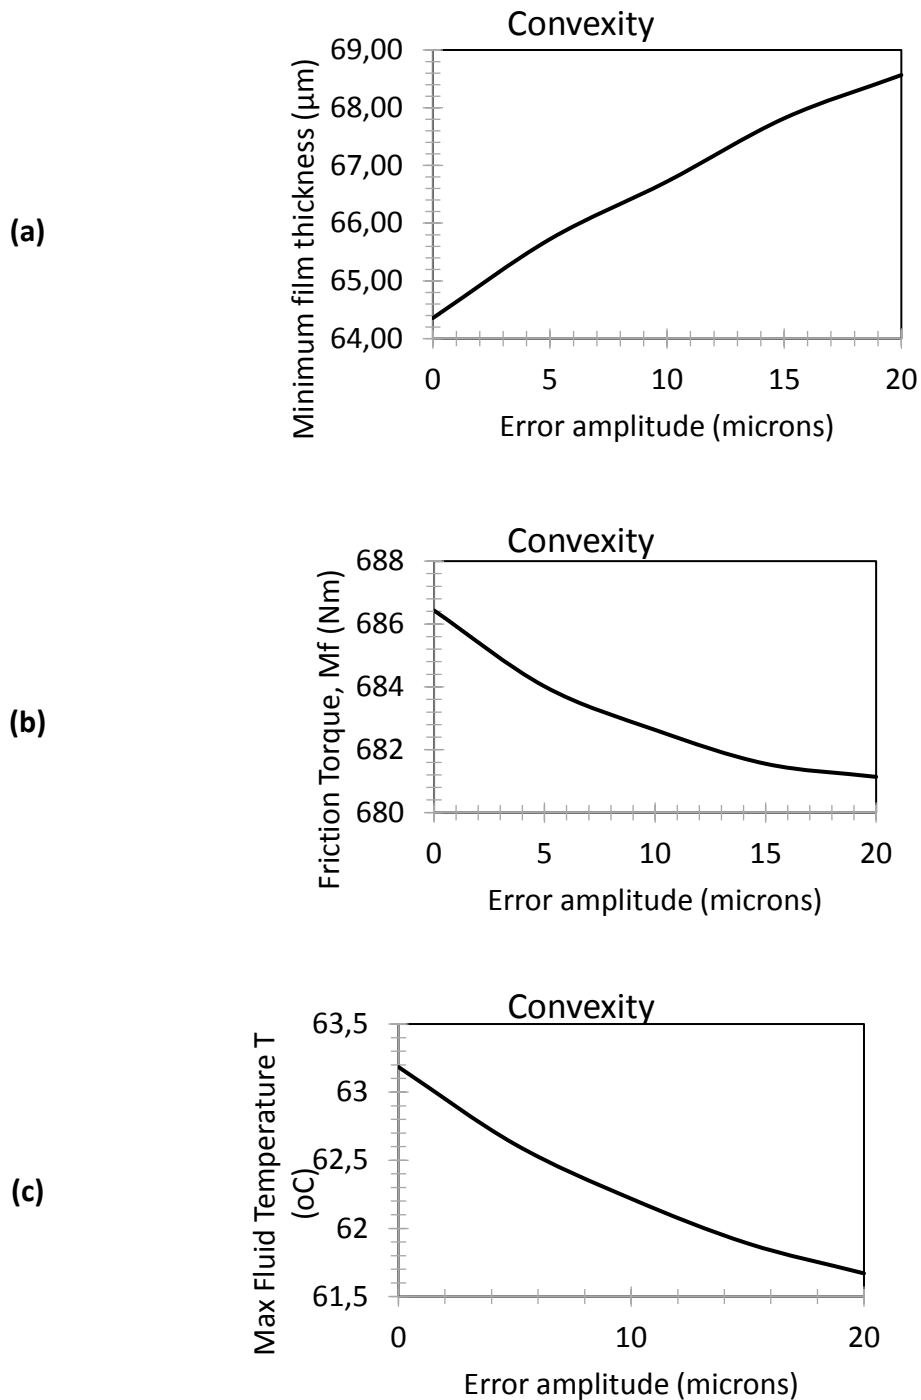 (a)
Convexity
Minimum film thickness (μm)
69,00
68,00
67,00
66,00
65,00
64,00
0 5 10 15 20
Error amplitude (microns)
(b)
Convexity
Friction Torque, Mf (Nm)
688
686
684
682
680
0 5 10 15 20
Error amplitude (microns)
(c)
Convexity
Max Fluid Temperature T
(oC)
63,5
63
62,5
62
61,5
0 10 20
Error amplitude (microns)